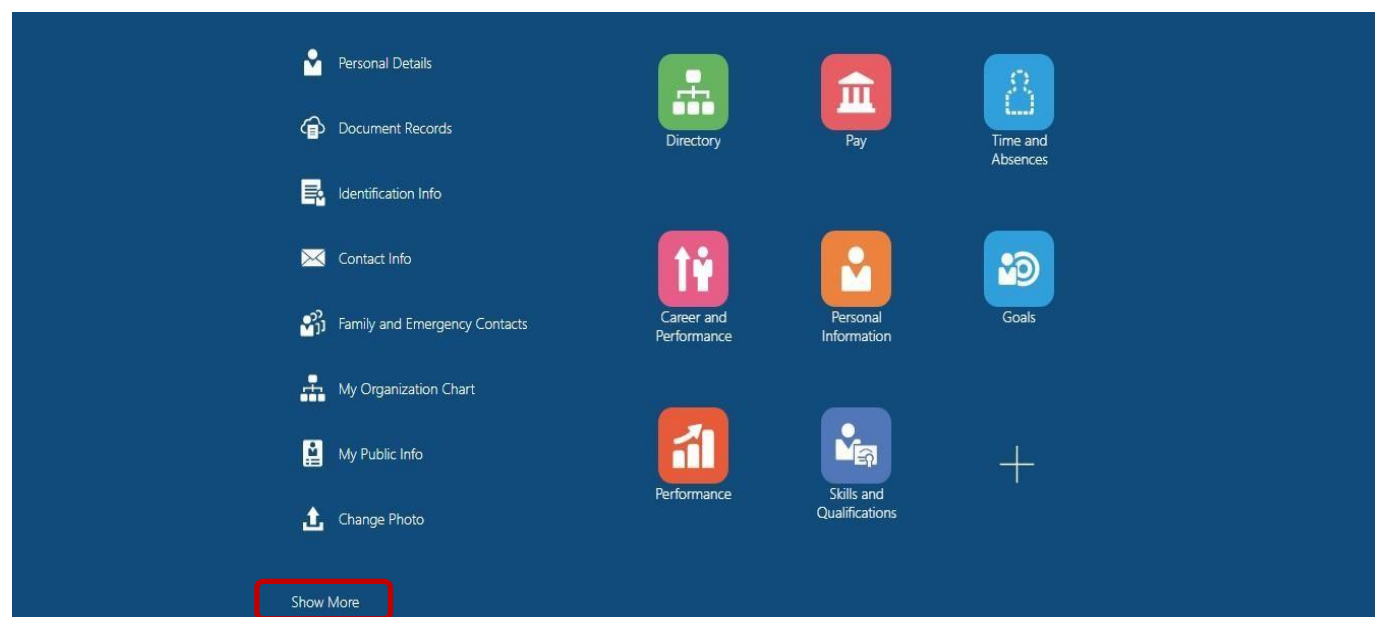 Personal Details
Document Records
Identification Info
Contact Info
Family and Emergency Contacts
My Organization Chart
My Public Info
Change Photo
Show More
Directory
Pay
Time and
Absences
Career and
Performance
Personal
Information
Goals
Performance
Skills and
Qualifications